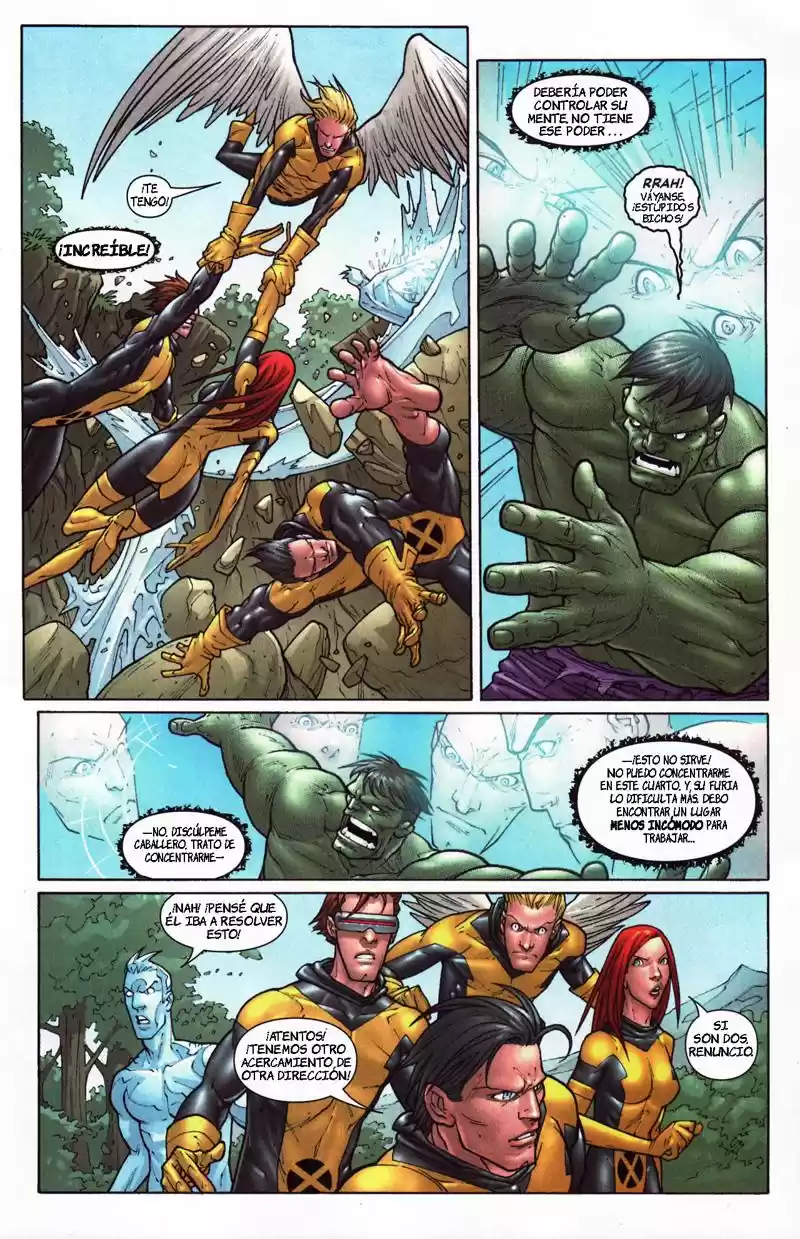 ¡TE
TENGO!
¡INCREÍBLE!
DEBERÍA PODER
CONTROLAR SU
MENTE, NO TIENE
ESE PODER...
RRAH!
VÁYANSE,
¡ESTÚPIDOS
BICHOS!
—NO, DISCÚLPEME
CABALLERO, TRATO DE
CONCENTRARME—
—¡ESTO NO SIRVE!
NO PUEDO CONCENTRARME
EN ESTE CUARTO, Y, SU FURIA
LO DIFICULTA MÁS. DEBO
ENCONTRAR UN LUGAR
MENOS INCÓMODO PARA
TRABAJAR...
¡NAH! ¡PENSÉ QUE
ÉL IBA A RESOLVER
ESTO!
¡ATENTOS!
¡TENEMOS OTRO
ACERCAMIENTO DE
OTRA DIRECCIÓN!
SI
SON DOS,
RENUNCIO.